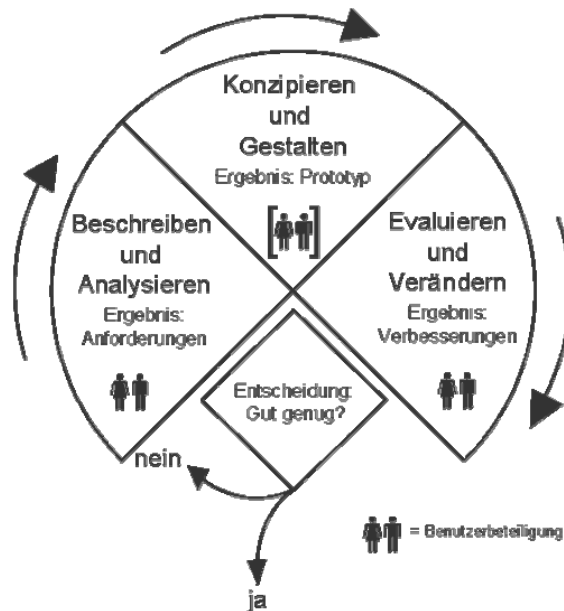 Konzipieren
und
Gestalten
Ergebnis: Prototyp
Beschreiben
und
Analysieren
Ergebnis:
Anforderungen
Evaluieren
und
Verändern
Ergebnis:
Verbesserungen
Entscheidung:
Gut genug?
nein
= Benutzerbeteiligung
ja